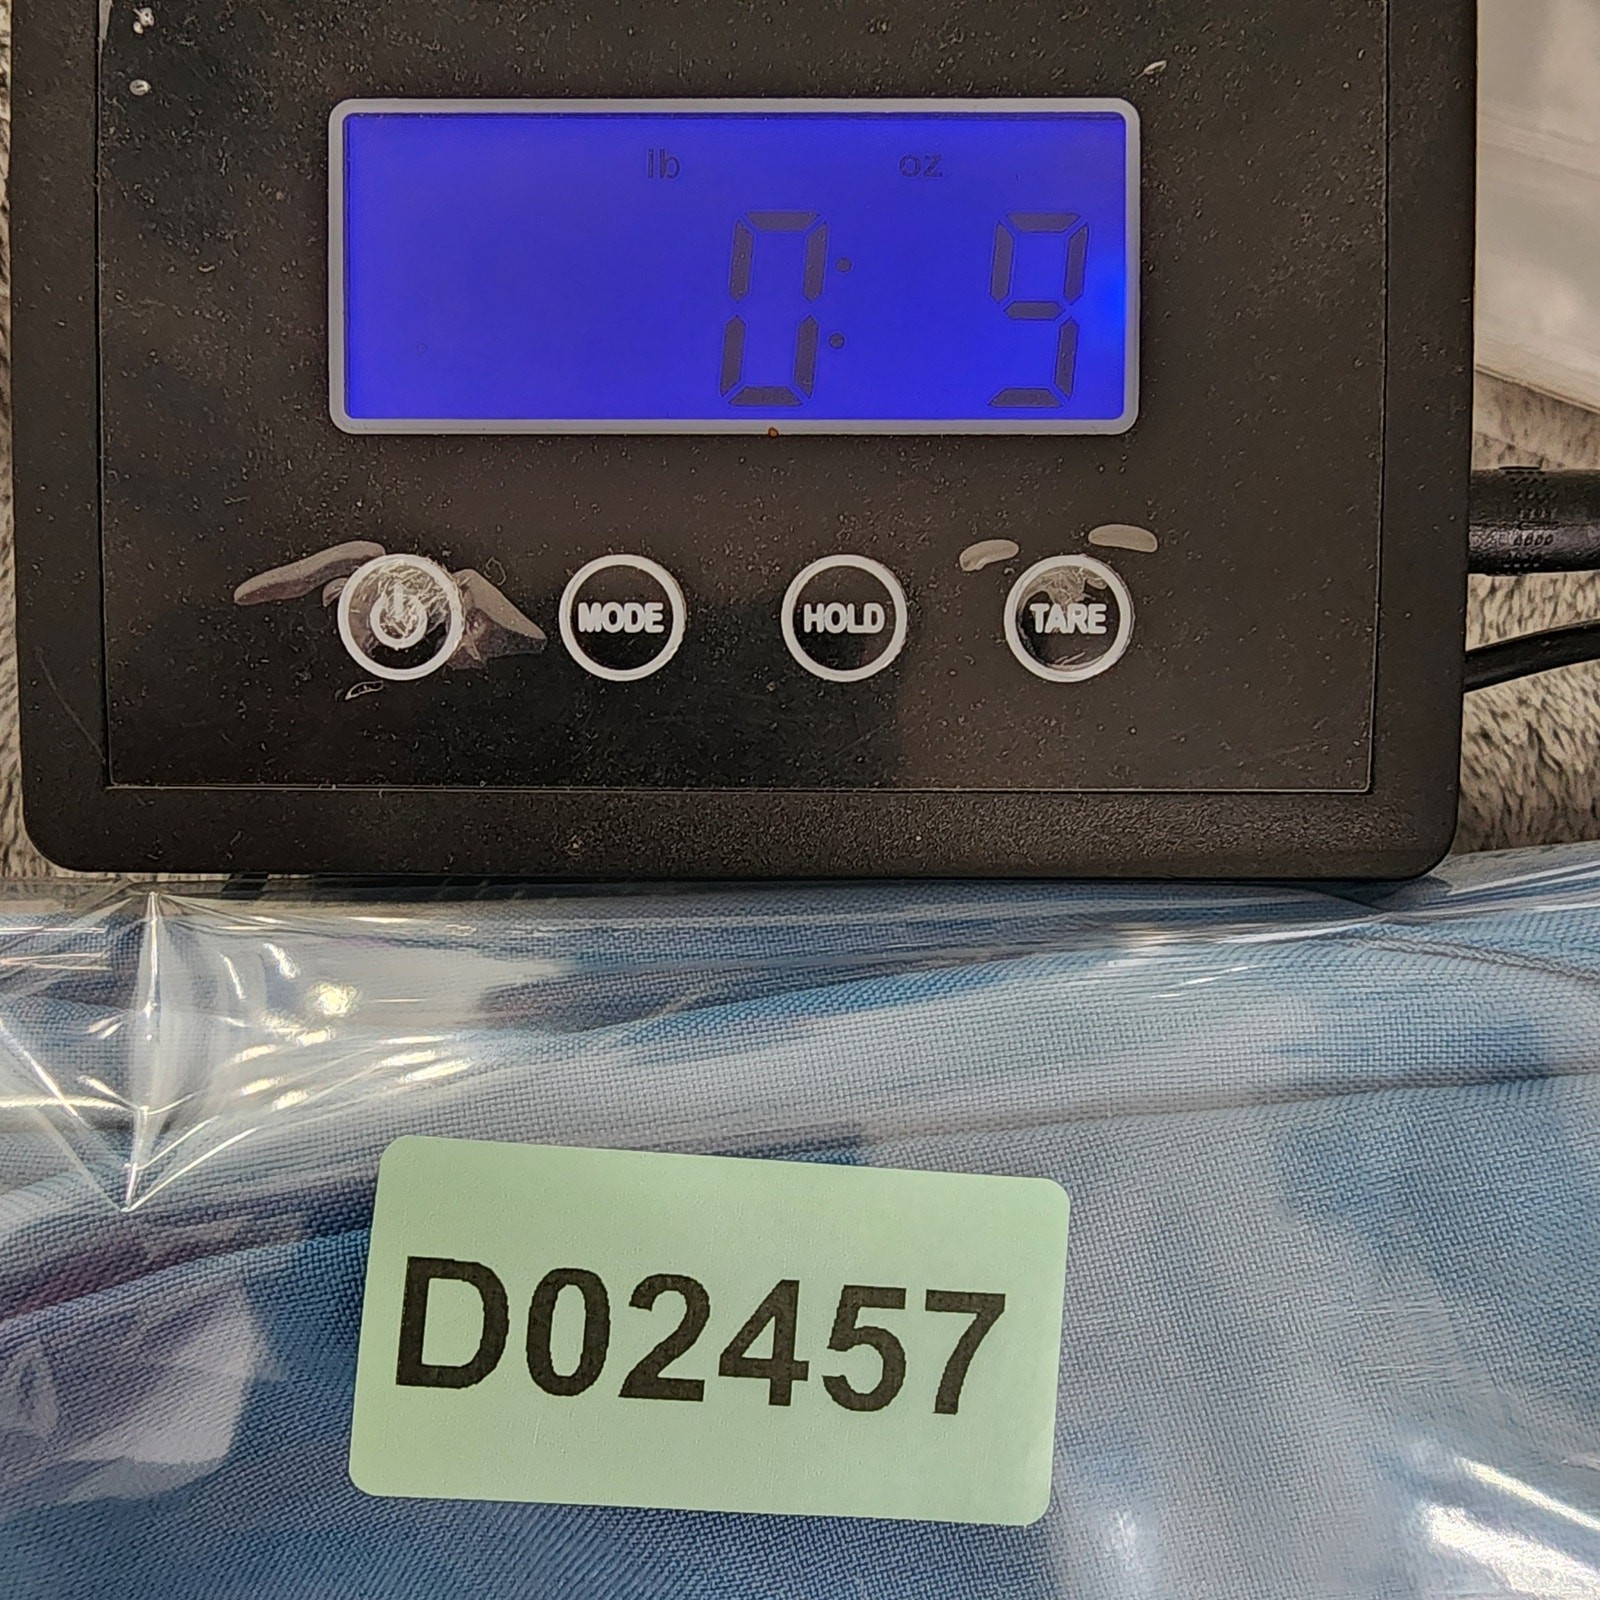 lb oz
0: 9
MODE HOLD TARE
D02457